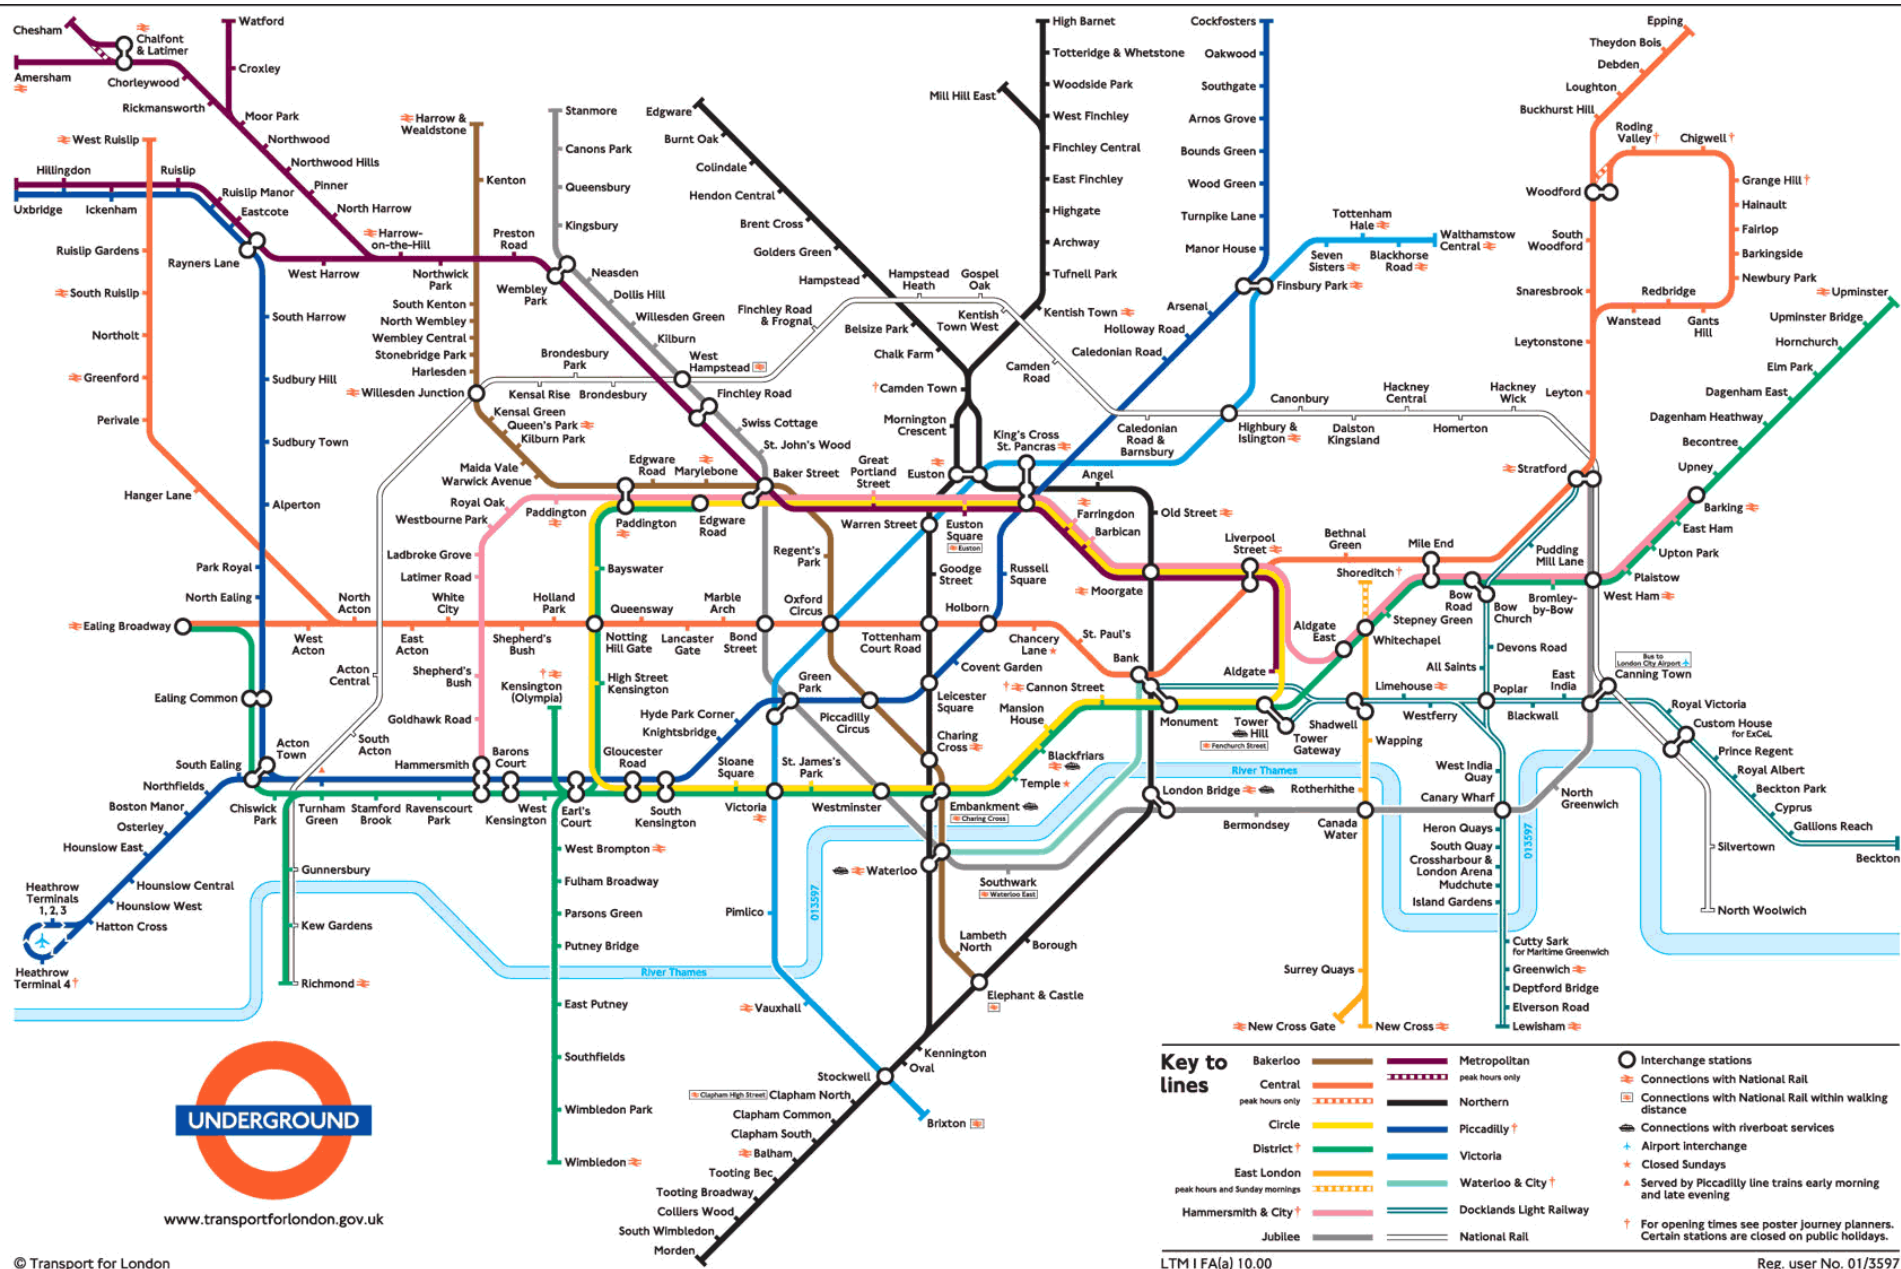 Chesham
Chalfont
& Latimer
Amersham
Chorleywood
Rickmansworth
Watford
Croxley
Moor Park
Northwood
Northwood Hills
Pinner
North Harrow
Harrow-
on-the-Hill
West Ruislip
Hillingdon
Ruislip
Ruislip Manor
Eastcote
Uxbridge
Ickenham
Ruislip Gardens
Rayners Lane
West Harrow
Northwick
Park
Preston
Road
South Ruislip
Northolt
Greenford
Perivale
Hanger Lane
South Harrow
Sudbury Hill
Sudbury Town
Alperton
Park Royal
North Ealing
Harrow &
Wealdstone
Kenton
South Kenton
North Wembley
Wembley Central
Stonebridge Park
Harlesden
Willesden Junction
Kensal Green
Queen's Park
Kilburn Park
Maida Vale
Warwick Avenue
Stanmore
Canons Park
Queensbury
Kingsbury
Wembley
Park
Neasden
Dollis Hill
Willesden Green
Kilburn
West
Hampstead
Finchley Road
Swiss Cottage
St. John's Wood
Brondesbury
Park
Kensal Rise
Brondesbury
Finchley Road
& Frognal
Hampstead
Heath
Gospel
Oak
Kentish
Town West
Camden
Road
Caledonian
Road &
Barnsbury
Highbury &
Islington
Canonbury
Dalston
Kingsland
Hackney
Central
Homerton
Hackney
Wick
Edgware
Burnt Oak
Colindale
Hendon Central
Brent Cross
Golders Green
Hampstead
Belsize Park
Chalk Farm
Camden Town
Mornington
Crescent
Euston
Mill Hill East
High Barnet
Totteridge & Whetstone
Woodside Park
West Finchley
Finchley Central
East Finchley
Highgate
Archway
Tufnell Park
Kentish Town
Cockfosters
Oakwood
Southgate
Arnos Grove
Bounds Green
Wood Green
Turnpike Lane
Manor House
Finsbury Park
Arsenal
Holloway Road
Caledonian Road
King's Cross
St. Pancras
Angel
Old Street
Seven
Sisters
Tottenham
Hale
Blackhorse
Road
Walthamstow
Central
Epping
Theydon Bois
Debden
Loughton
Buckhurst Hill
Roding
Valley †
Chigwell †
Woodford
Grange Hill †
Hainault
Fairlop
Barkingside
Newbury Park
South
Woodford
Snaresbrook
Redbridge
Wanstead
Gants
Hill
Leytonstone
Leyton
Stratford
Upminster
Upminster Bridge
Hornchurch
Elm Park
Dagenham East
Dagenham Heathway
Becontree
Upney
Barking
East Ham
Upton Park
Plaistow
West Ham
Edgware
Road
Marylebone
Baker Street
Great
Portland
Street
Royal Oak
Westbourne Park
Paddington
Paddington
Edgware
Road
Warren Street
Euston
Square
Euston
Farringdon
Barbican
Moorgate
Liverpool
Street
Bethnal
Green
Mile End
Shoreditch †
Pudding
Mill Lane
Bow
Road
Bow
Church
Bromley-
by-Bow
Stepney Green
Whitechapel
Aldgate
East
Aldgate
Devons Road
All Saints
Ladbroke Grove
Latimer Road
Bayswater
Regent's
Park
Goodge
Street
Russell
Square
Ealing Broadway
West
Acton
North
Acton
East
Acton
White
City
Shepherd's
Bush
Holland
Park
Notting
Hill Gate
Queensway
Lancaster
Gate
Marble
Arch
Bond
Street
Oxford
Circus
Tottenham
Court Road
Holborn
Chancery
Lane
St. Paul's
Bank
Acton
Central
South
Acton
Shepherd's
Bush
Goldhawk Road
†
Kensington
(Olympia)
High Street
Kensington
Green
Park
Hyde Park Corner
Knightsbridge
Piccadilly
Circus
Covent Garden
Leicester
Square
Charing
Cross
† Cannon Street
Mansion
House
Blackfriars
Temple
Monument
Tower
Hill
Fenchurch Street
Tower
Gateway
Shadwell
Limehouse
Westferry
Poplar
Blackwall
East
India
Bus to
London City Airport
Canning Town
Royal Victoria
Custom House
for ExCeL
Prince Regent
Royal Albert
Beckton Park
Cyprus
Gallions Reach
Beckton
Ealing Common
Acton
Town
South Ealing
Northfields
Boston Manor
Osterley
Hounslow East
Hounslow Central
Hounslow West
Hatton Cross
Heathrow
Terminals
1, 2, 3
Heathrow
Terminal 4 †
Chiswick
Park
Turnham
Green
Stamford
Brook
Ravenscourt
Park
Hammersmith
Barons
Court
West
Kensington
Earl's
Court
Gloucester
Road
South
Kensington
Sloane
Square
Victoria
St. James's
Park
Westminster
Embankment
Charing Cross
Gunnersbury
Kew Gardens
Richmond
West Brompton
Fulham Broadway
Parsons Green
Putney Bridge
East Putney
Southfields
Wimbledon Park
Wimbledon
River Thames
River Thames
013597
013597
Waterloo
Southwark
Waterloo East
London Bridge
Bermondsey
Canada
Water
Wapping
Rotherhithe
Surrey Quays
New Cross Gate
New Cross
West India
Quay
Canary Wharf
Heron Quays
South Quay
Crossharbour &
London Arena
Mudchute
Island Gardens
Cutty Sark
for Maritime Greenwich
Greenwich
Deptford Bridge
Elverson Road
Lewisham
North
Greenwich
Silvertown
North Woolwich
Pimlico
Vauxhall
Lambeth
North
Borough
Elephant & Castle
Kennington
Oval
Stockwell
Brixton
Clapham High Street
Clapham North
Clapham Common
Clapham South
Balham
Tooting Bec
Tooting Broadway
Colliers Wood
South Wimbledon
Morden
UNDERGROUND
www.transportforlondon.gov.uk
© Transport for London
Key to
lines
Bakerloo
Central
peak hours only
Circle
District †
East London
peak hours and Sunday mornings
Hammersmith & City †
Jubilee
Metropolitan
peak hours only
Northern
Piccadilly †
Victoria
Waterloo & City †
Docklands Light Railway
National Rail
Interchange stations
Connections with National Rail
Connections with National Rail within walking
distance
Connections with riverboat services
Airport interchange
Closed Sundays
Served by Piccadilly line trains early morning
and late evening
† For opening times see poster journey planners.
Certain stations are closed on public holidays.
LTM I FA(a) 10.00
Reg. user No. 01/3597